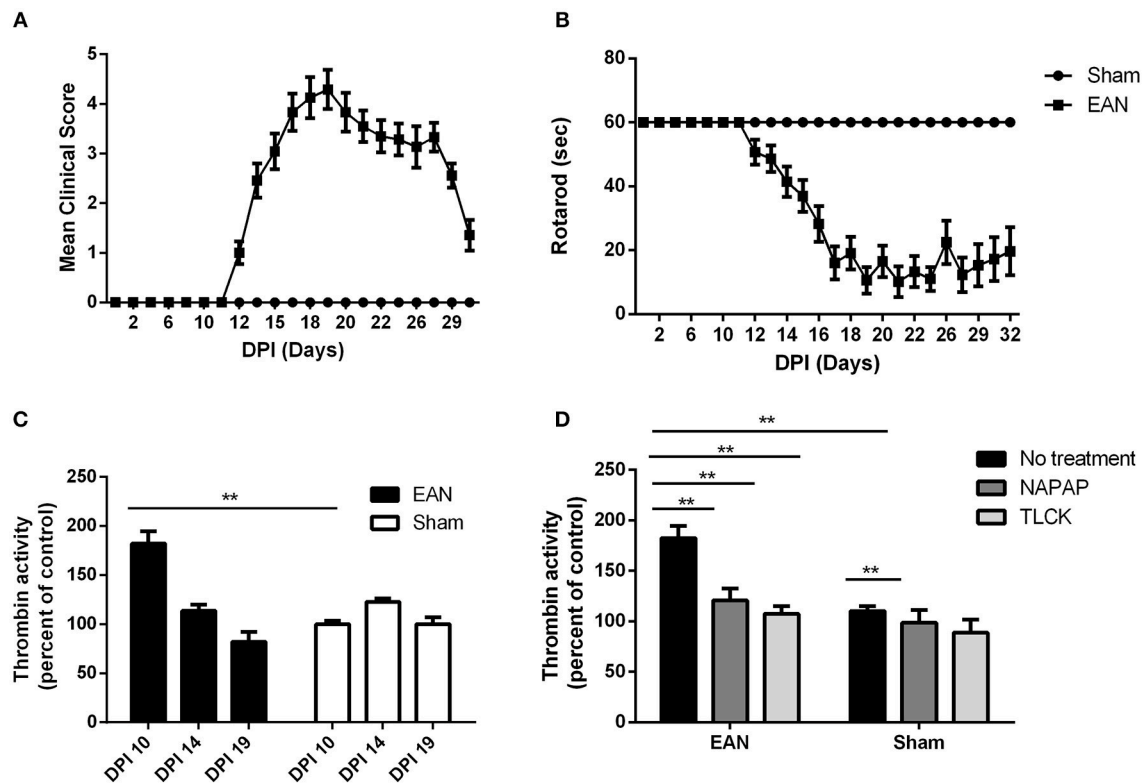 A
Mean Clinical Score
5
4
3
2
1
0
2 6 10 12 15 18 20 22 26 29
DPI (Days)
B
Rotarod (sec)
80
60
40
20
0
2 6 10 12 14 16 18 20 22 26 29 32
DPI (Days)
Sham
EAN
C
Thrombin activity
(percent of control)
250
200
150
100
50
0
**
EAN
Sham
DPI 10 DPI 14 DPI 19 DPI 10 DPI 14 DPI 19
D
Thrombin activity
(percent of control)
250
200
150
100
50
0
**
**
**
**
**
EAN Sham
No treatment
NAPAP
TLCK